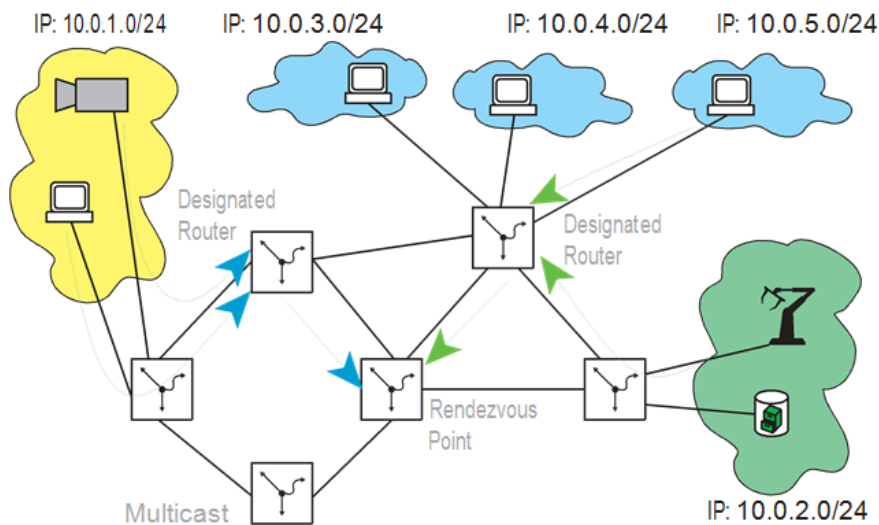 IP: 10.0.1.0/24
IP: 10.0.3.0/24
IP: 10.0.4.0/24
IP: 10.0.5.0/24
Designated
Router
Designated
Router
Rendezvous
Point
Multicast
IP: 10.0.2.0/24